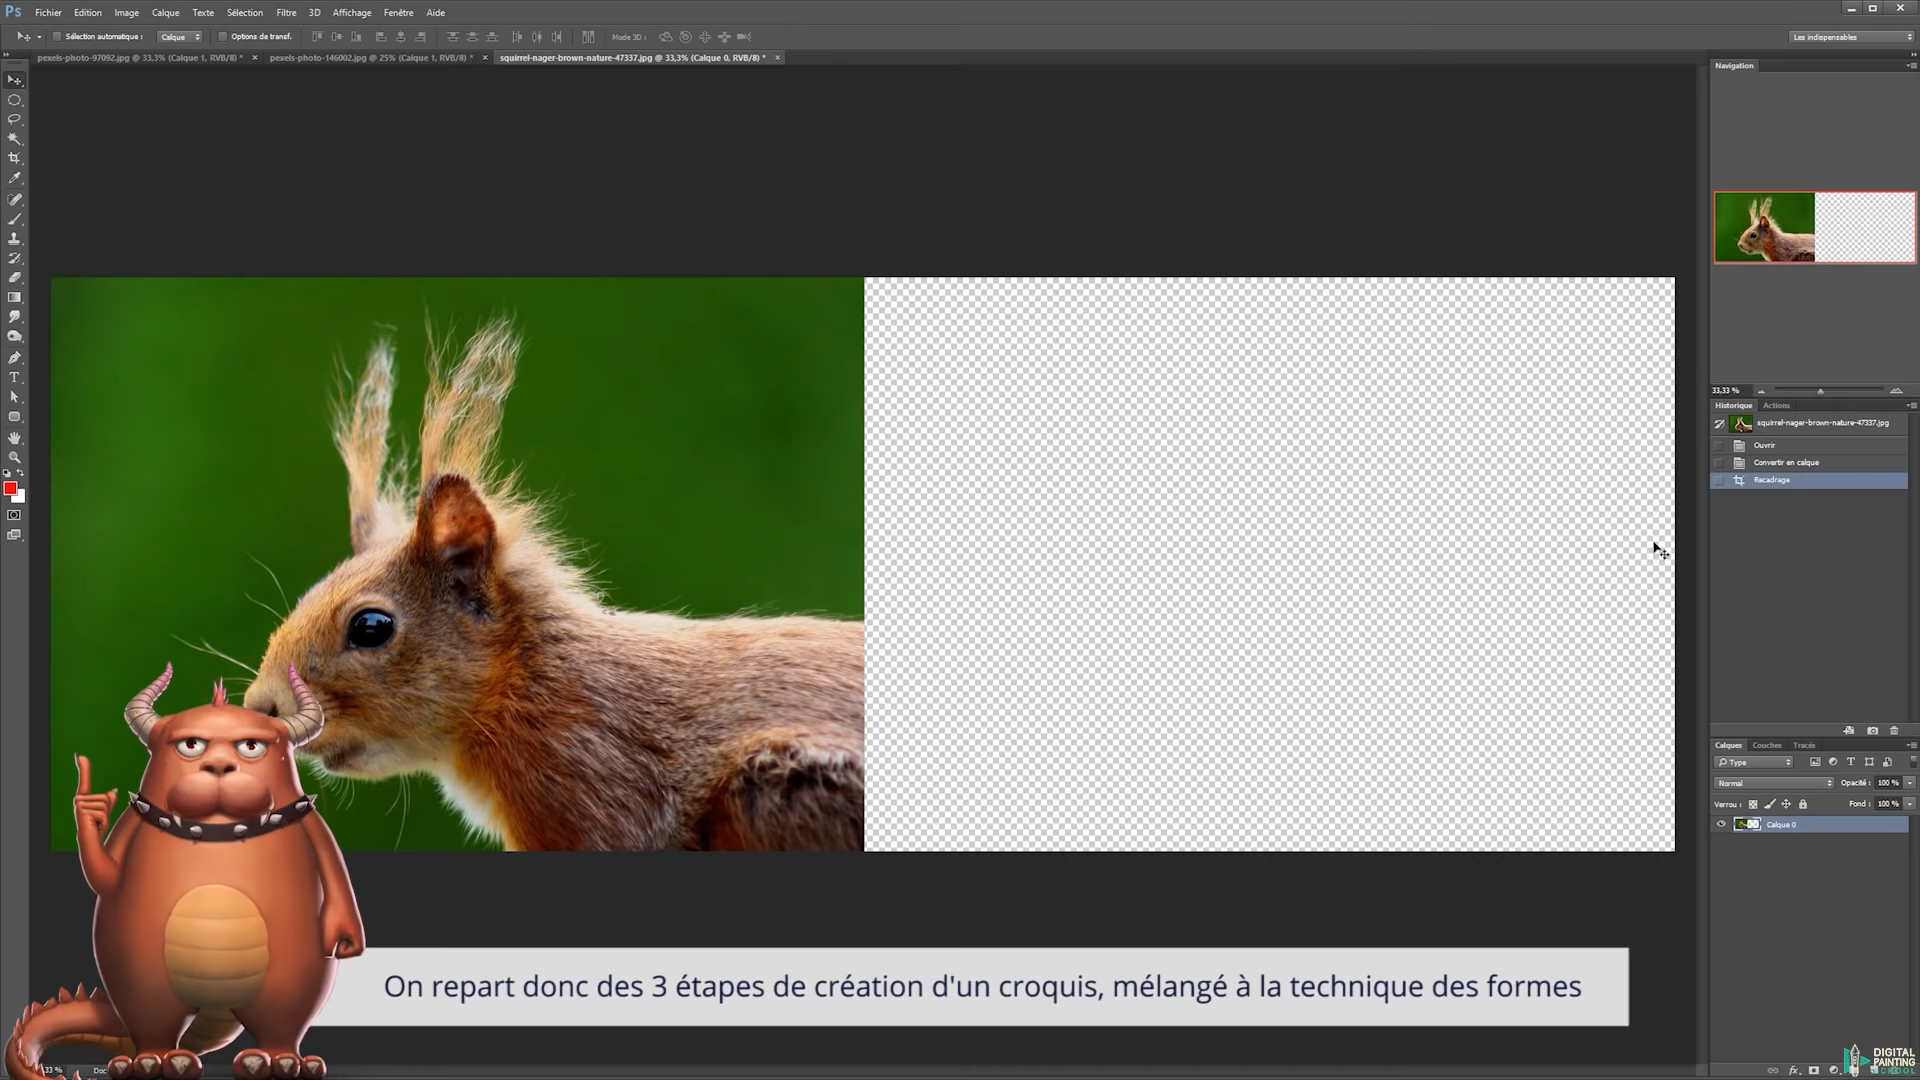 Ps Fichier Edition Image Calque Texte Sélection Filtre 3D Affichage Fenêtre Aide
Sélection automatique : Calque Options de transf. Mode 3D : Les indispensables
pexels-photo-97092.jpg @ 33,3% (Calque 1, RVB/8) * × pexels-photo-146002.jpg @ 25% (Calque 1, RVB/8) * × squirrel-nager-brown-nature-47337.jpg @ 33,3% (Calque 0, RVB/8) * ×
Navigation
33,33 %
Historique Actions
squirrel-nager-brown-nature-47337.jpg
Ouvrir
Convertir en calque
Recadrage
Calques Couches Tracés
Type
Normal Opacité : 100 %
Verrou : Fond : 100 %
Calque 0
On repart donc des 3 étapes de création d'un croquis, mélangé à la technique des formes
33 % Doc
DIGITAL
PAINTING
SCHOOL